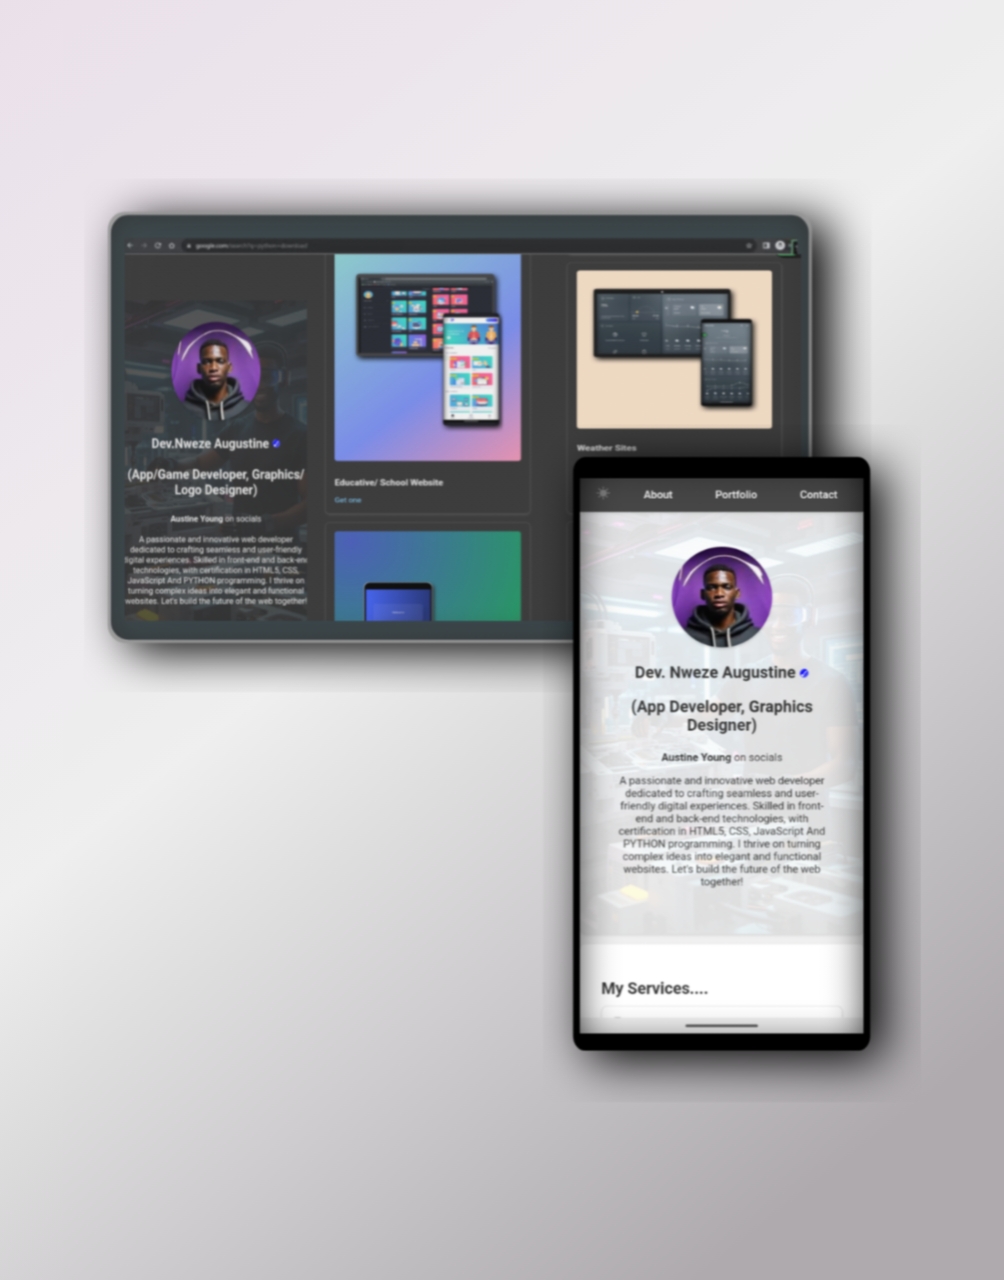 Dev.Nweze Augustine
(App/Game Developer, Graphics/
Logo Designer)
Austine Young on socials
A passionate and innovative web developer
dedicated to crafting seamless and user-friendly
digital experiences. Skilled in front-end and back-end
technologies, with certification in HTML5, CSS,
JavaScript And PYTHON programming. I thrive on
turning complex ideas into elegant and functional
websites. Let's build the future of the web together!
Educative/ School Website
Get one
Weather Sites
About Portfolio Contact
Dev. Nweze Augustine
(App Developer, Graphics
Designer)
Austine Young on socials
A passionate and innovative web developer
dedicated to crafting seamless and user-
friendly digital experiences. Skilled in front-
end and back-end technologies, with
certification in HTML5, CSS, JavaScript And
PYTHON programming. I thrive on turning
complex ideas into elegant and functional
websites. Let's build the future of the web
together!
My Services....